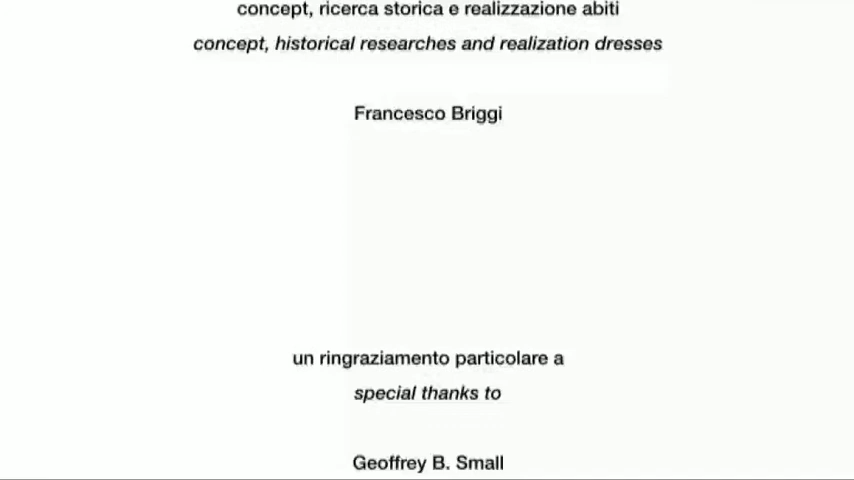 concept, ricerca storica e realizzazione abiti
concept, historical researches and realization dresses
Francesco Briggi
un ringraziamento particolare a
special thanks to
Geoffrey B. Small